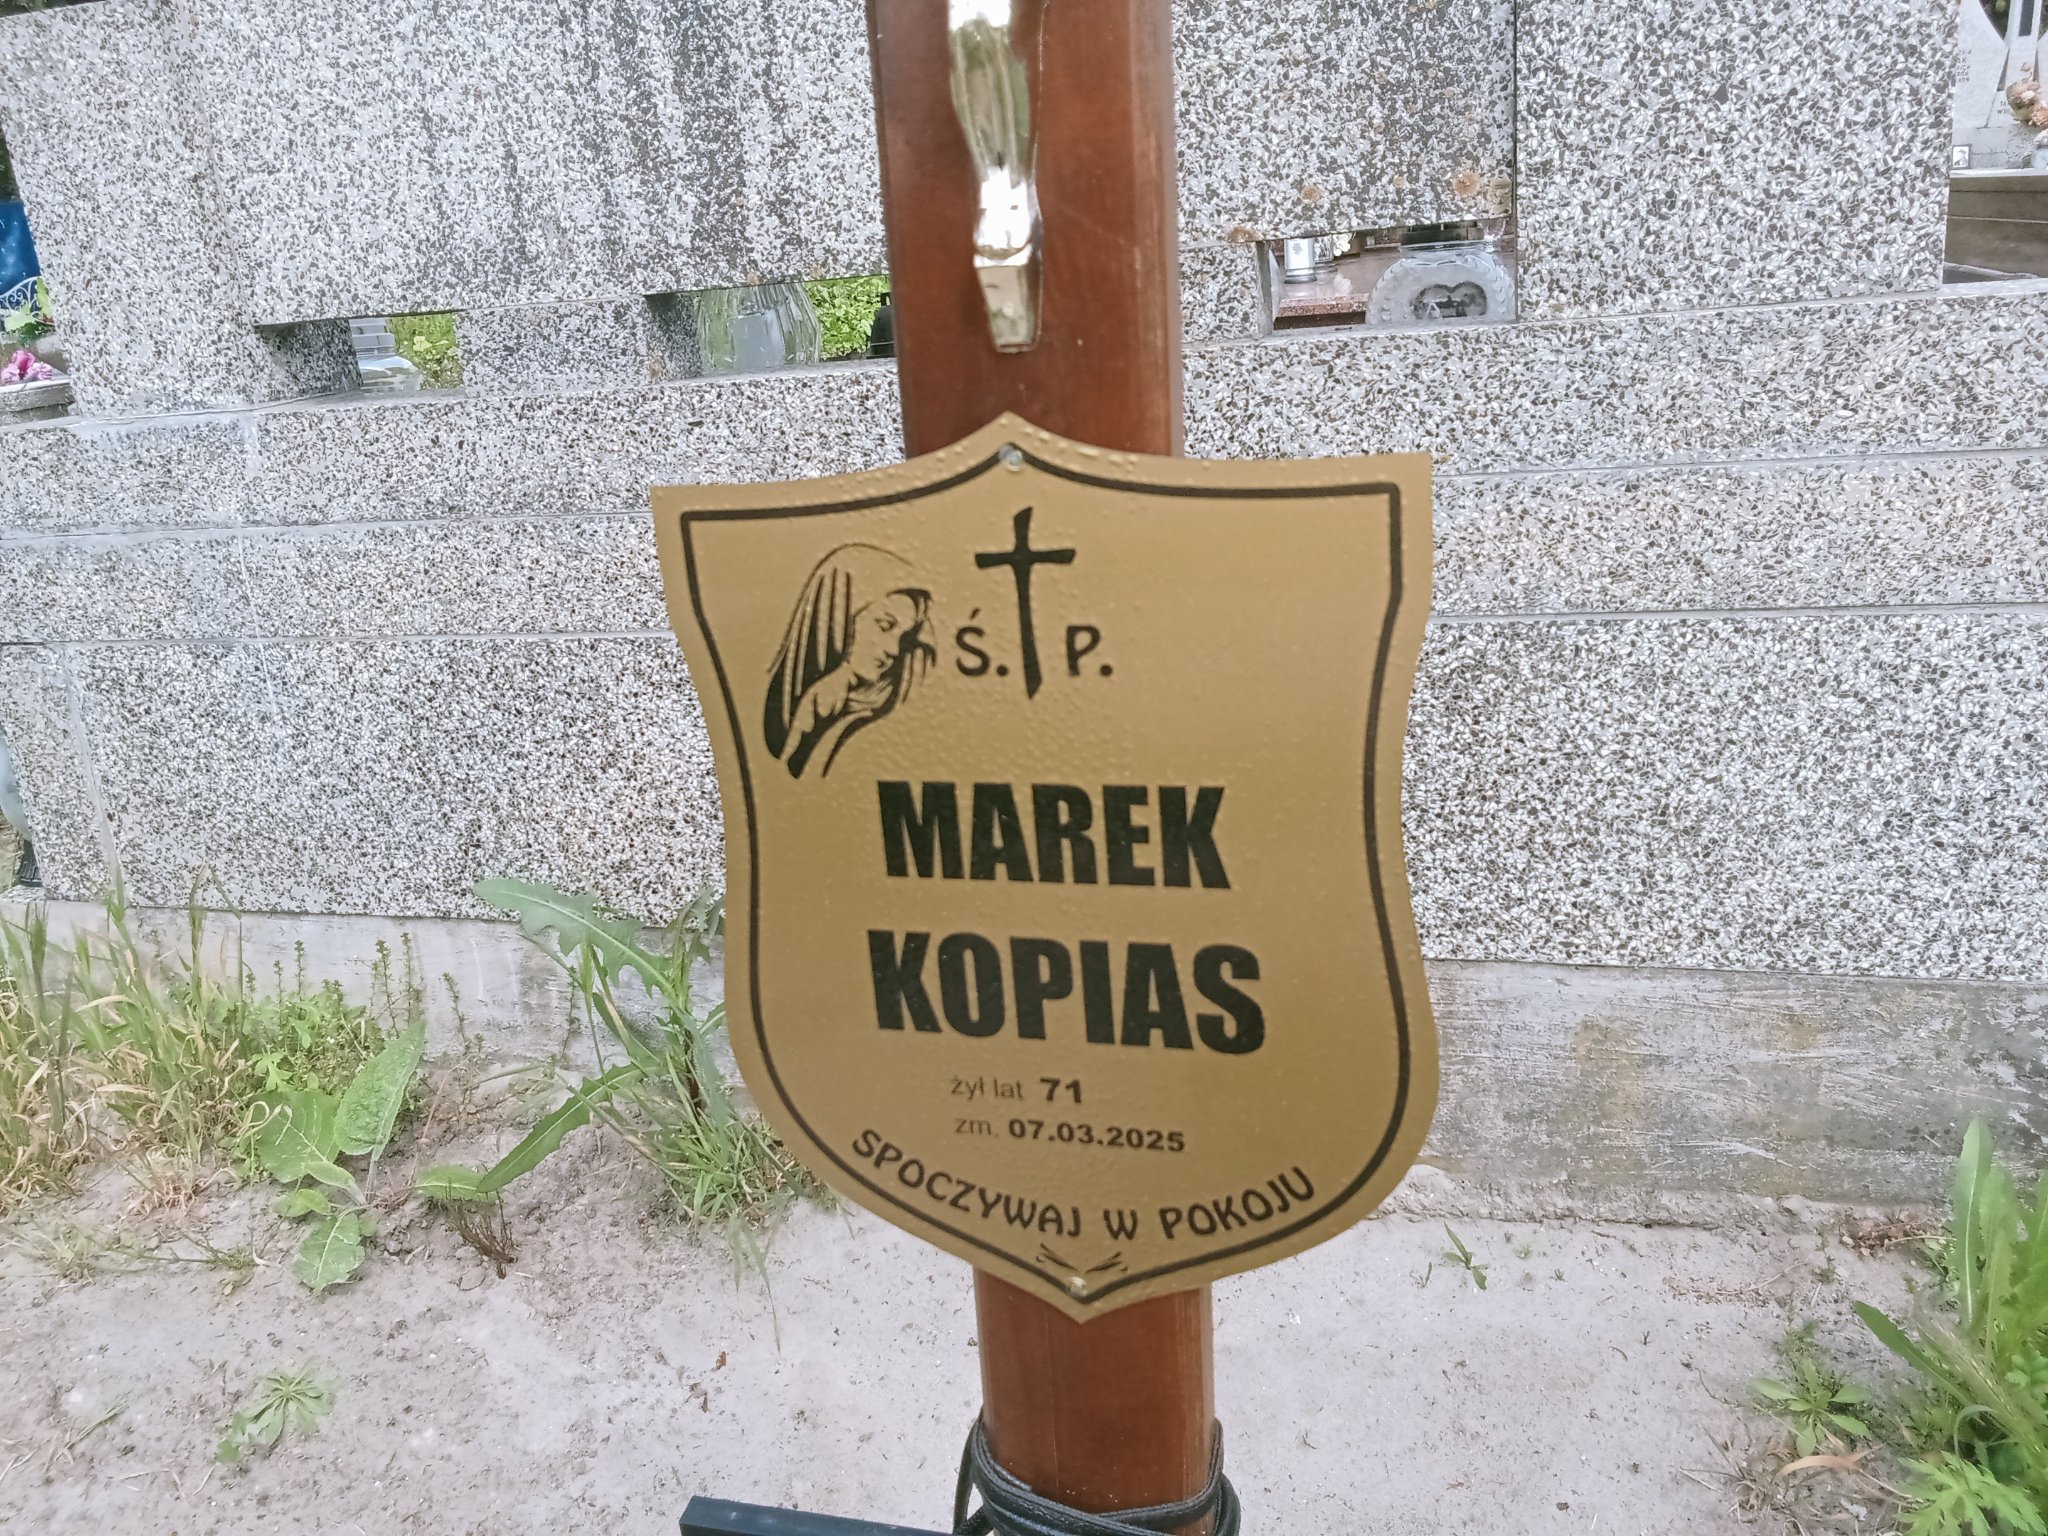 Ś. P.
MAREK
KOPIAS
żył lat 71
zm. 07.03.2025
SPOCZYWAJ W POKOJU